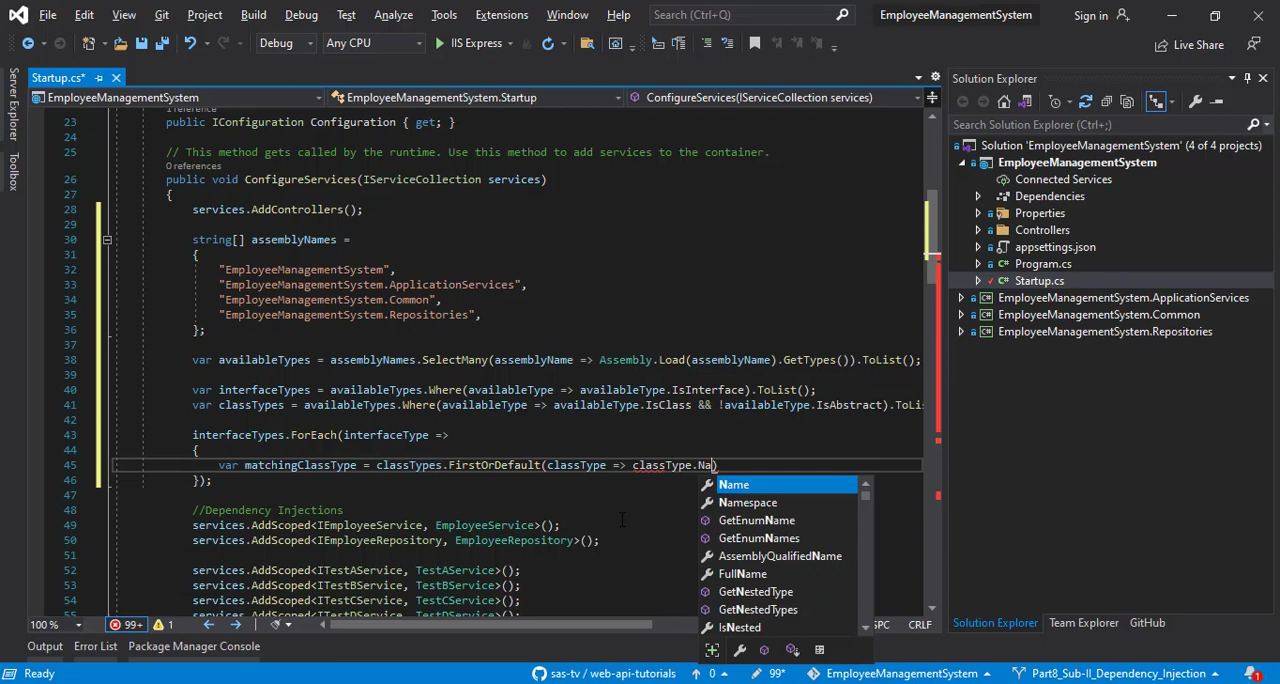 File Edit View Git Project Build Debug Test Analyze Tools Extensions Window Help Search (Ctrl+Q) EmployeeManagementSystem Sign in
Debug Any CPU IIS Express Live Share
Startup.cs*
EmployeeManagementSystem EmployeeManagementSystem.Startup ConfigureServices(IServiceCollection services)
Server Explorer
Toolbox
1 reference
23 public IConfiguration Configuration { get; }
24
25 // This method gets called by the runtime. Use this method to add services to the container.
0 references
26 public void ConfigureServices(IServiceCollection services)
27 {
28 services.AddControllers();
29
30 string[] assemblyNames =
31 {
32 "EmployeeManagementSystem",
33 "EmployeeManagementSystem.ApplicationServices",
34 "EmployeeManagementSystem.Common",
35 "EmployeeManagementSystem.Repositories",
36 };
37
38 var availableTypes = assemblyNames.SelectMany(assemblyName => Assembly.Load(assemblyName).GetTypes()).ToList();
39
40 var interfaceTypes = availableTypes.Where(availableType => availableType.IsInterface).ToList();
41 var classTypes = availableTypes.Where(availableType => availableType.IsClass && !availableType.IsAbstract).ToLis
42
43 interfaceTypes.ForEach(interfaceType =>
44 {
45 var matchingClassType = classTypes.FirstOrDefault(classType => classType.Na)
46 });
47
48 //Dependency Injections
49 services.AddScoped<IEmployeeService, EmployeeService>();
50 services.AddScoped<IEmployeeRepository, EmployeeRepository>();
51
52 services.AddScoped<ITestAService, TestAService>();
53 services.AddScoped<ITestBService, TestBService>();
54 services.AddScoped<ITestCService, TestCService>();
55 services.AddScoped<ITestDService, TestDService>();
Name
Namespace
GetEnumName
GetEnumNames
AssemblyQualifiedName
FullName
GetNestedType
GetNestedTypes
IsNested
100 % 99+ 1 SPC CRLF
Output Error List Package Manager Console
Solution Explorer
Search Solution Explorer (Ctrl+;)
Solution 'EmployeeManagementSystem' (4 of 4 projects)
EmployeeManagementSystem
Connected Services
Dependencies
Properties
Controllers
appsettings.json
Program.cs
Startup.cs
EmployeeManagementSystem.ApplicationServices
EmployeeManagementSystem.Common
EmployeeManagementSystem.Repositories
Solution Explorer Team Explorer GitHub
Ready sas-tv / web-api-tutorials 0 99* EmployeeManagementSystem Part8_Sub-II_Dependency_Injection 1